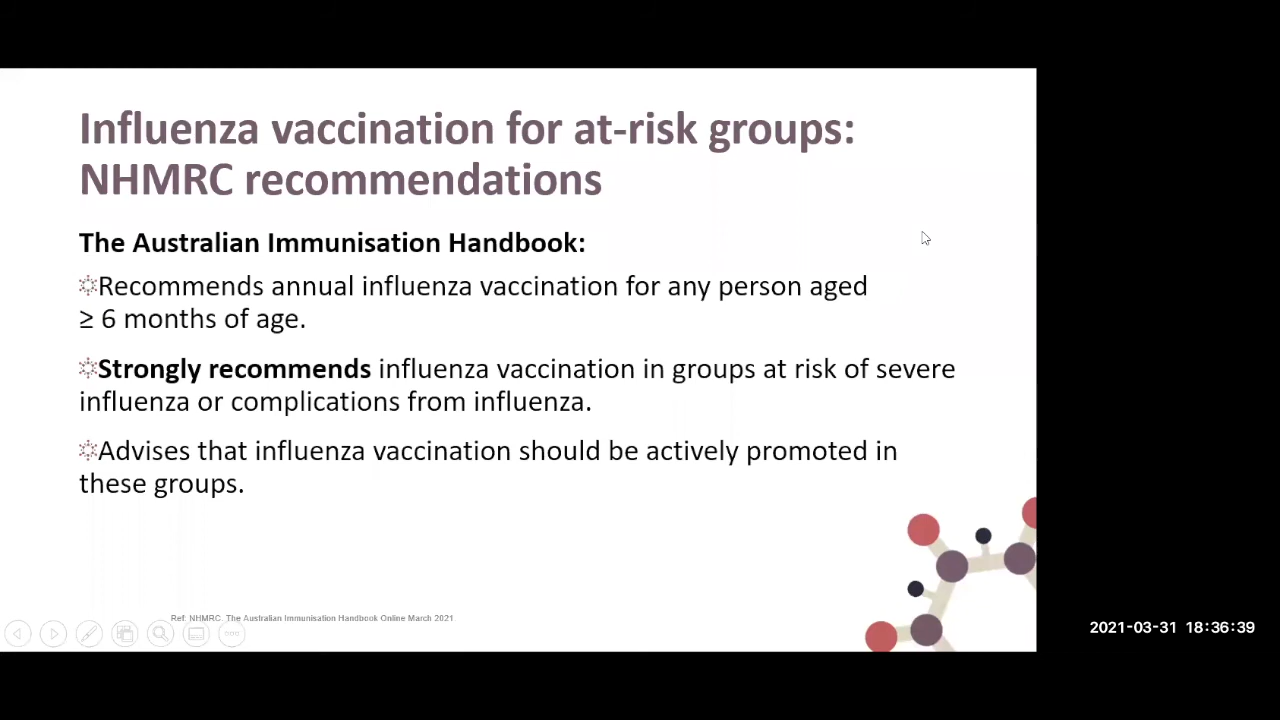 Influenza vaccination for at-risk groups:
NHMRC recommendations
The Australian Immunisation Handbook:
Recommends annual influenza vaccination for any person aged
≥ 6 months of age.
Strongly recommends influenza vaccination in groups at risk of severe
influenza or complications from influenza.
Advises that influenza vaccination should be actively promoted in
these groups.
Ref: NHMRC. The Australian Immunisation Handbook Online March 2021
2021-03-31 18:36:39